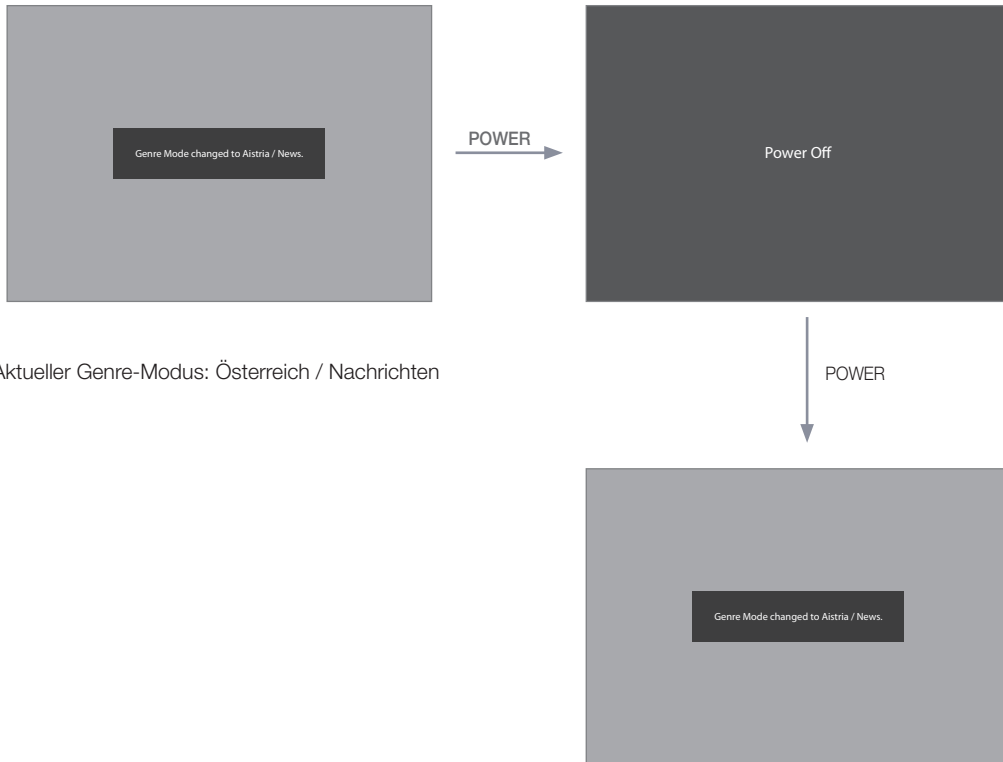 Genre Mode changed to Aistria / News.
POWER
Power Off
Aktueller Genre-Modus: Österreich / Nachrichten
POWER
Genre Mode changed to Aistria / News.